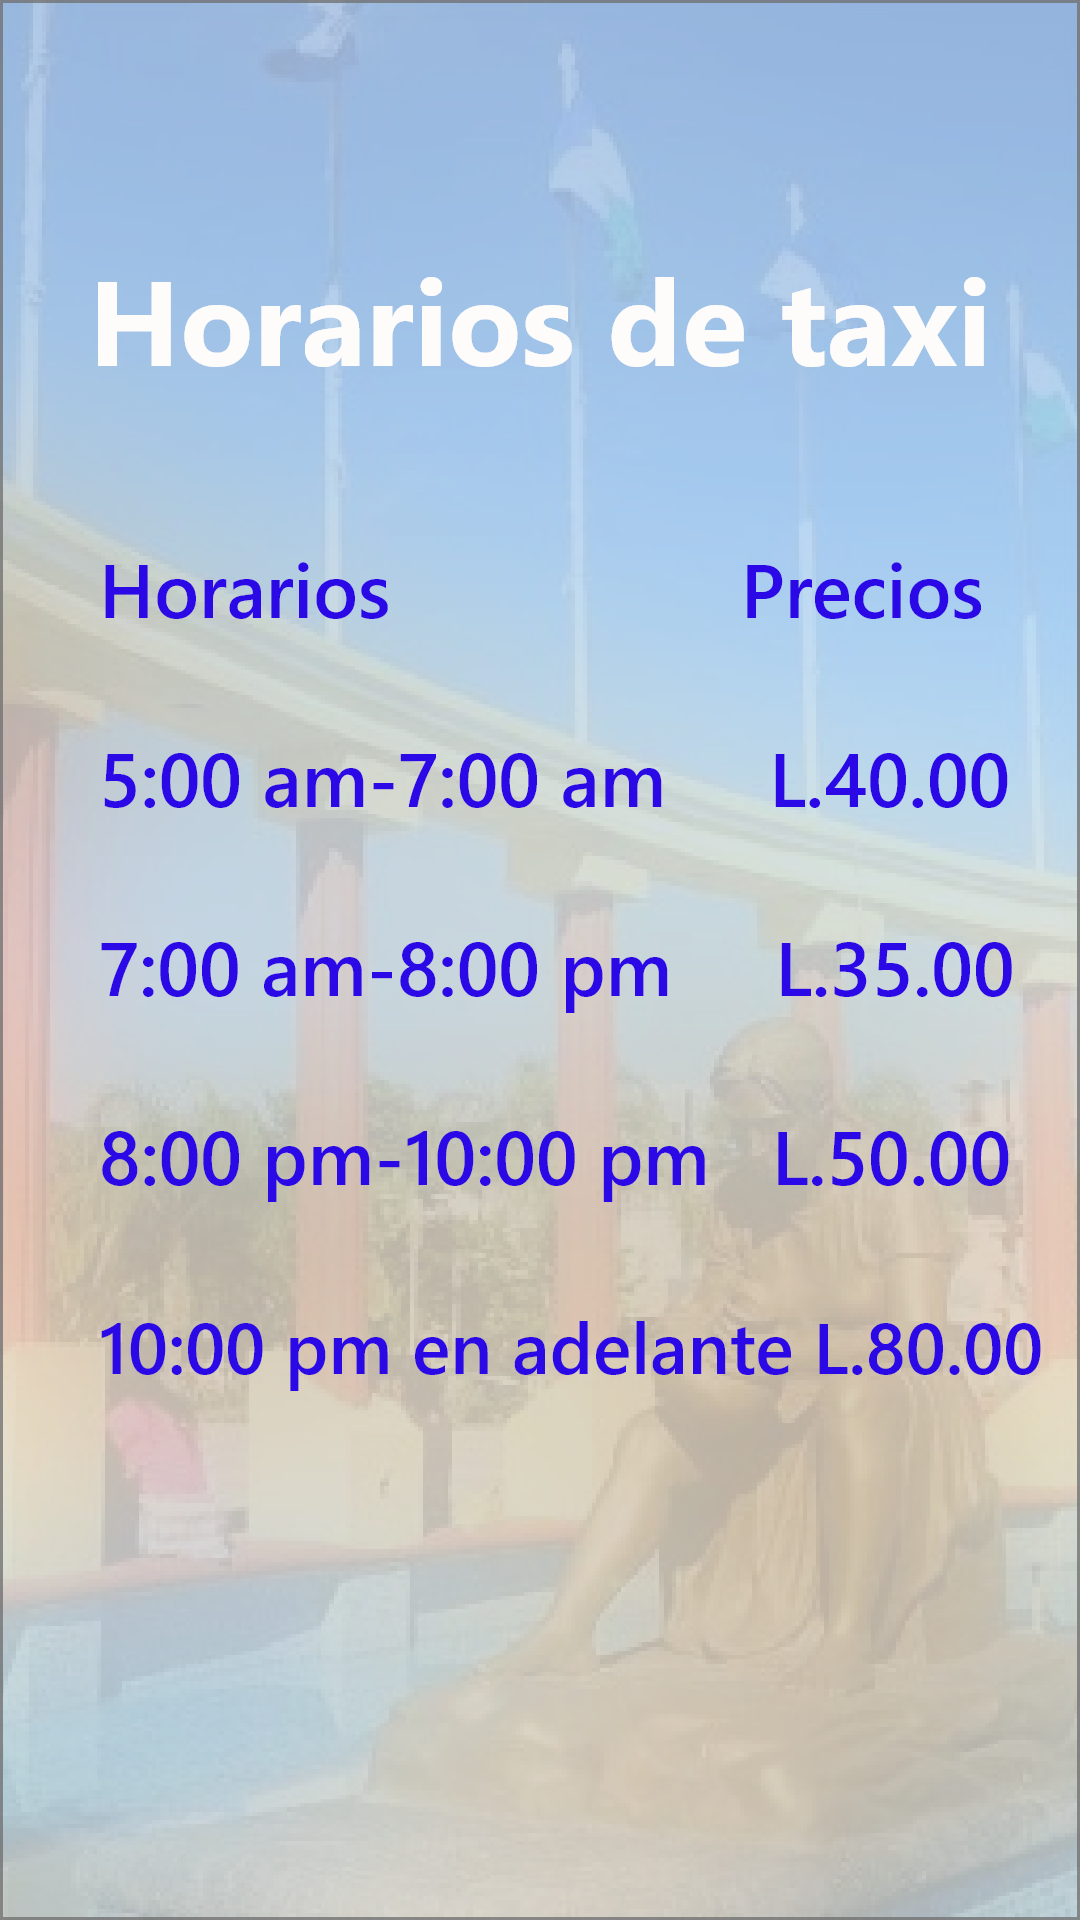 Horarios de taxi
Horarios Precios
5:00 am-7:00 am L.40.00
7:00 am-8:00 pm L.35.00
8:00 pm-10:00 pm L.50.00
10:00 pm en adelante L.80.00